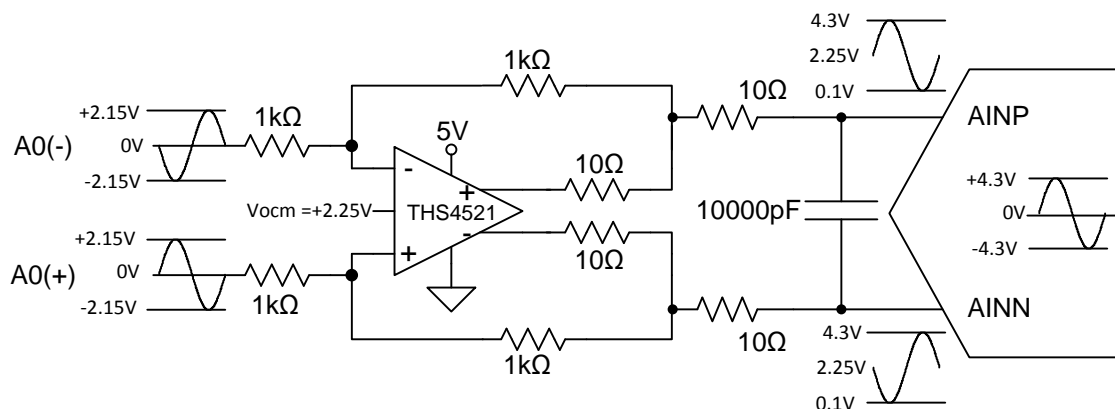 4.3V
2.25V
0.1V
1kΩ
10Ω
+2.15V
0V
-2.15V
A0(-)
1kΩ
5V
AINP
-
+
10Ω
Vocm =+2.25V
THS4521
10000pF
+4.3V
0V
-4.3V
-
+
10Ω
+2.15V
0V
-2.15V
A0(+)
1kΩ
AINN
10Ω
1kΩ
4.3V
2.25V
0.1V